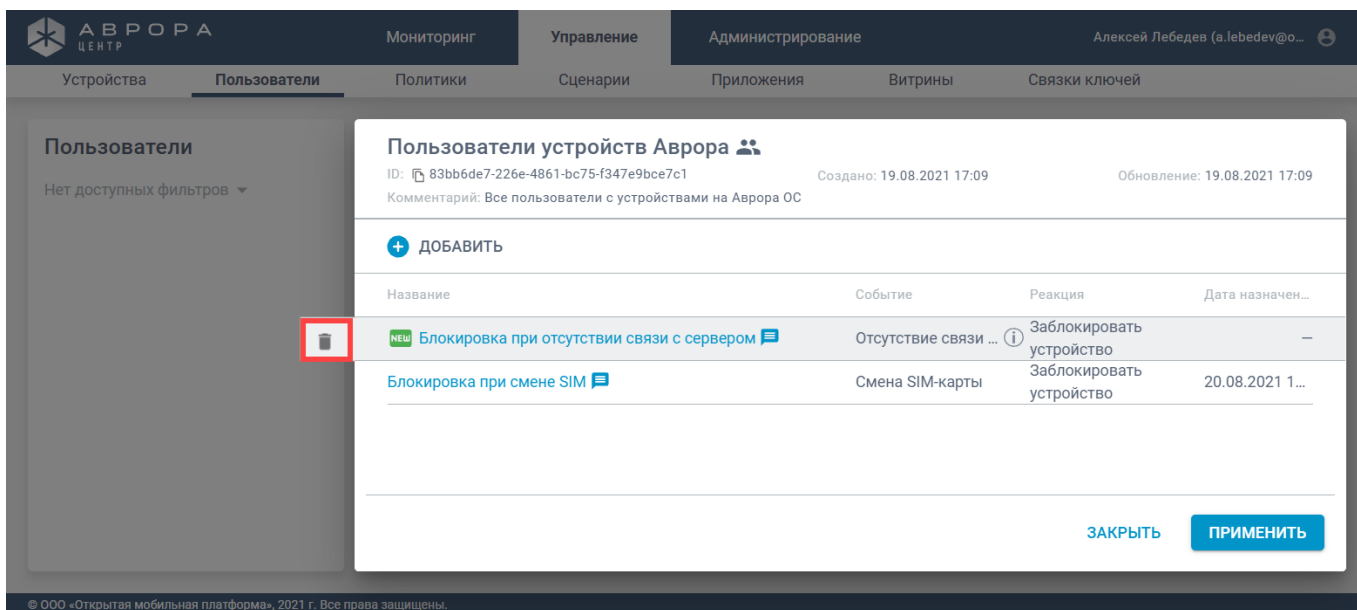 АВРОРА
ЦЕНТР
Мониторинг
Управление
Администрирование
Алексей Лебедев (a.lebedev@o...
Устройства
Пользователи
Политики
Сценарии
Приложения
Витрины
Связки ключей
Пользователи
Нет доступных фильтров
Пользователи устройств Аврора
ID: 83bb6de7-226e-4861-bc75-f347e9bce7c1
Создано: 19.08.2021 17:09
Обновление: 19.08.2021 17:09
Комментарий: Все пользователи с устройствами на Аврора ОС
ДОБАВИТЬ
Название
Событие
Реакция
Дата назначен...
NEW Блокировка при отсутствии связи с сервером
Отсутствие связи ...
Заблокировать
устройство
—
Блокировка при смене SIM
Смена SIM-карты
Заблокировать
устройство
20.08.2021 1...
ЗАКРЫТЬ
ПРИМЕНИТЬ
© ООО «Открытая мобильная платформа», 2021 г. Все права защищены.